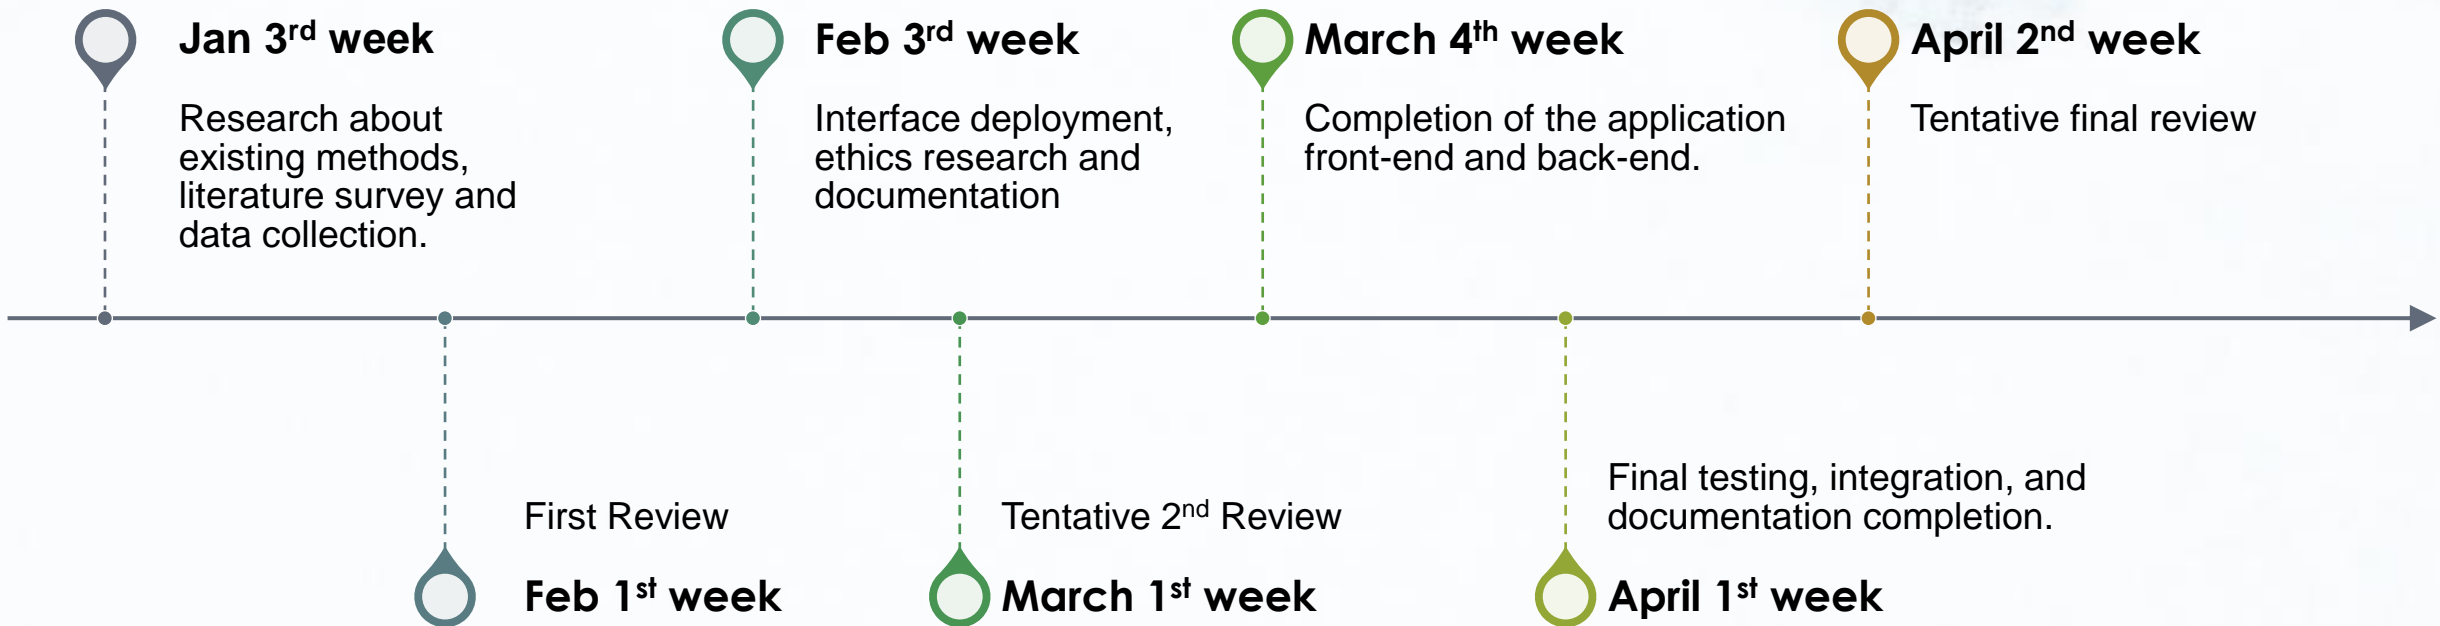 Jan 3rd week
Research about
existing methods,
literature survey and
data collection.
First Review
Feb 1st week
Feb 3rd week
Interface deployment,
ethics research and
documentation
Tentative 2nd Review
March 1st week
March 4th week
Completion of the application
front-end and back-end.
Final testing, integration, and
documentation completion.
April 1st week
April 2nd week
Tentative final review